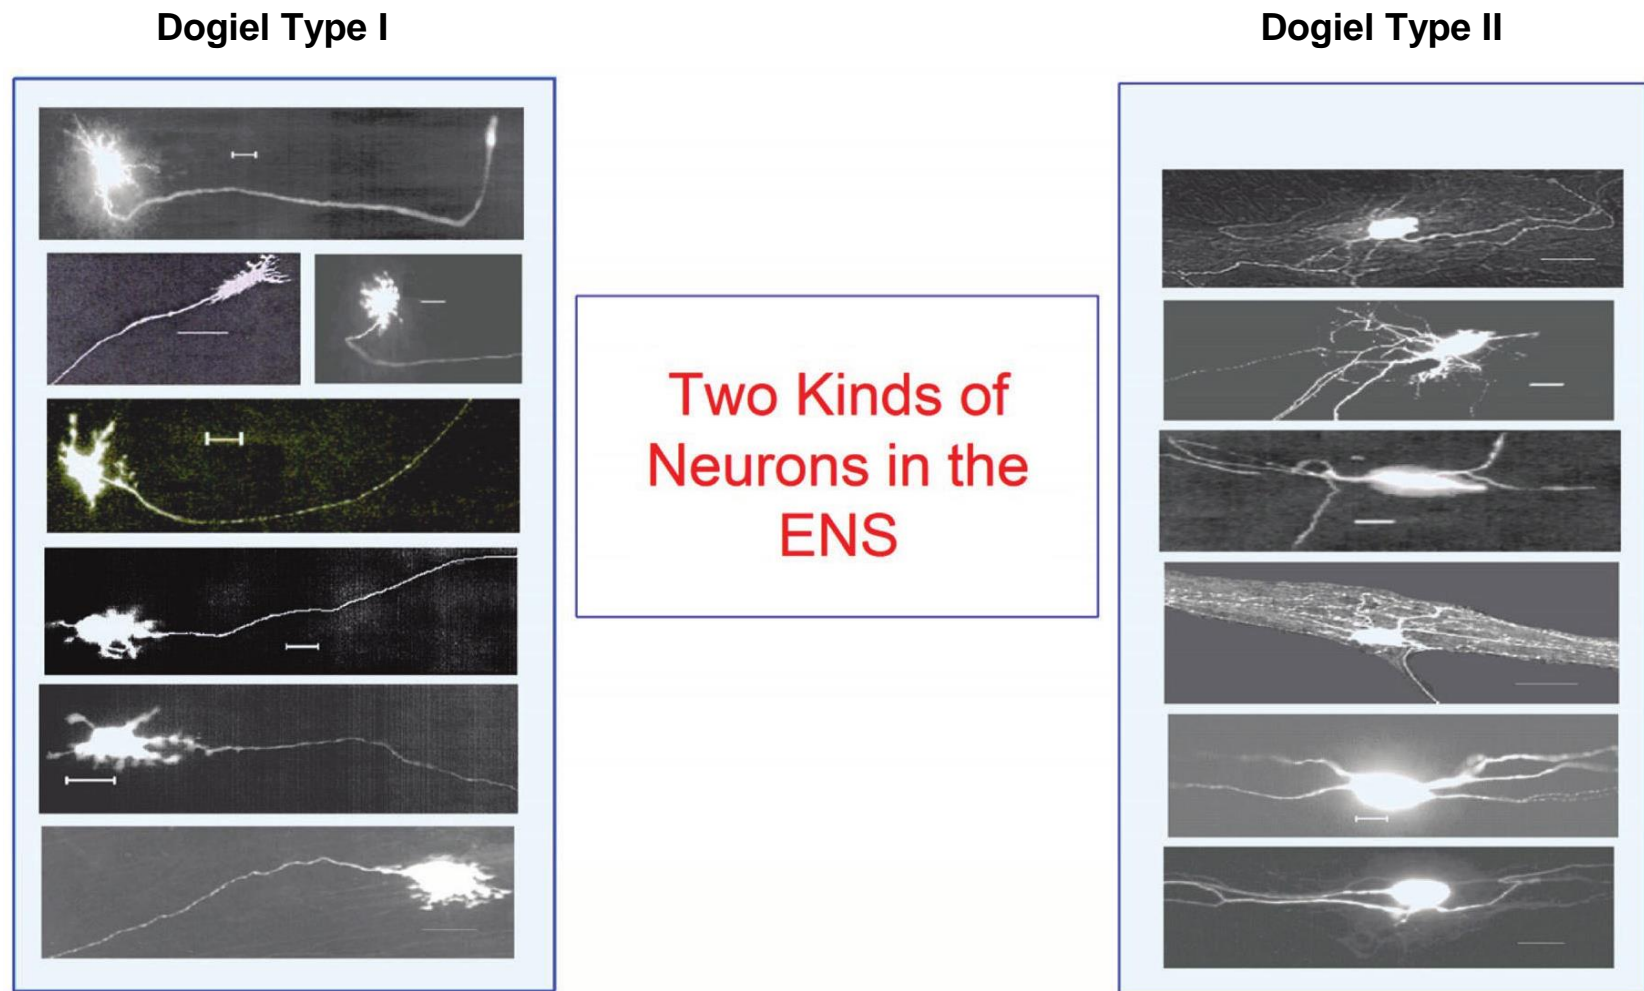 Dogiel Type I
Dogiel Type II
Two Kinds of
Neurons in the
ENS